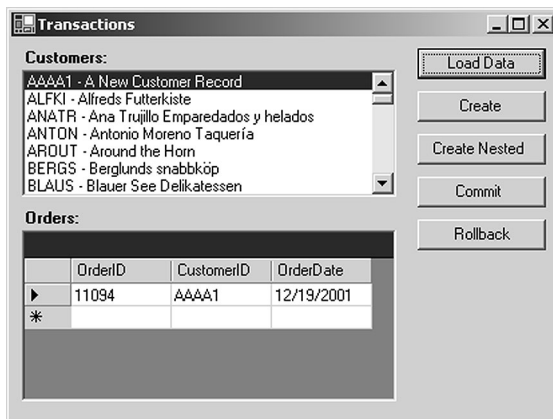 Transactions
Customers:
AAAA1 - A New Customer Record
ALFKI - Alfreds Futterkiste
ANATR - Ana Trujillo Emparedados y helados
ANTON - Antonio Moreno Taquería
AROUT - Around the Horn
BERGS - Berglunds snabbköp
BLAUS - Blauer See Delikatessen
Load Data
Create
Create Nested
Commit
Rollback
Orders:
OrderID CustomerID OrderDate
11094 AAAA1 12/19/2001